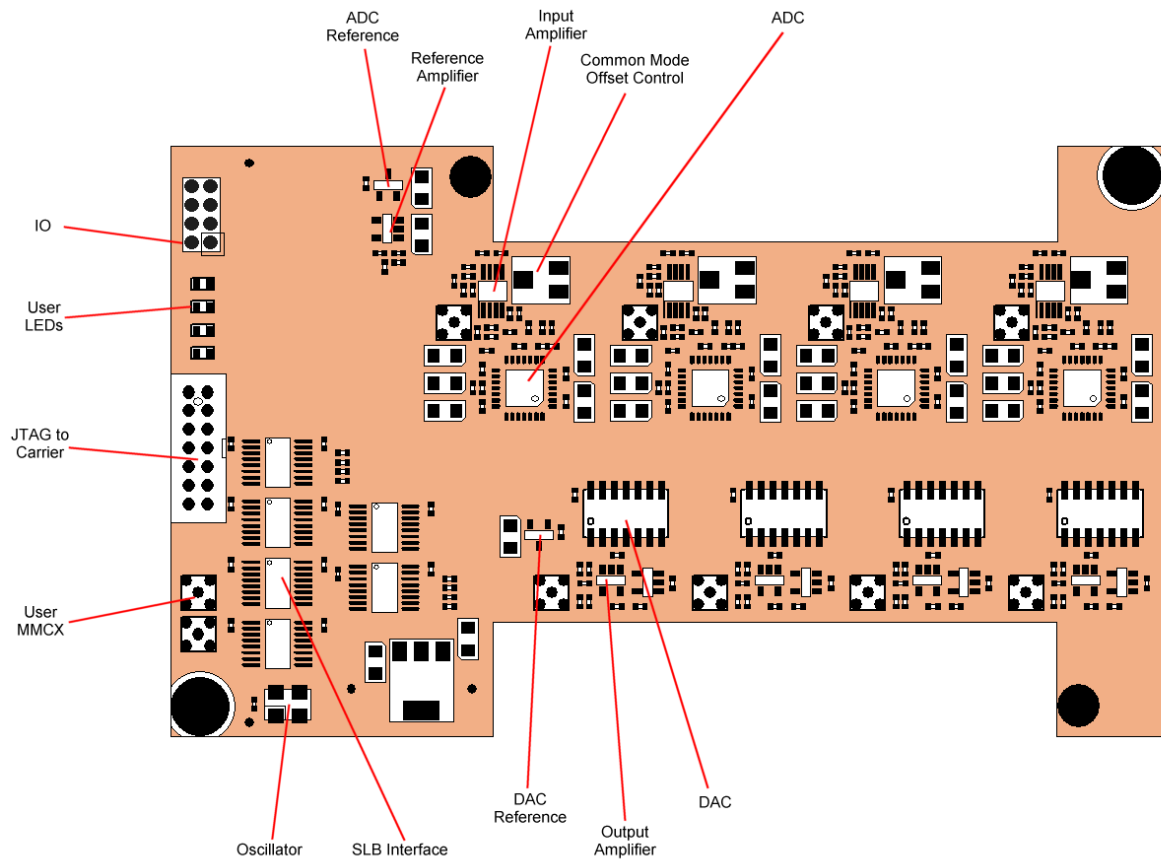 ADC
Reference
Reference
Amplifier
Input
Amplifier
Common Mode
Offset Control
ADC
IO
User
LEDs
JTAG to
Carrier
User
MMCX
Oscillator
SLB Interface
DAC
Reference
Output
Amplifier
DAC